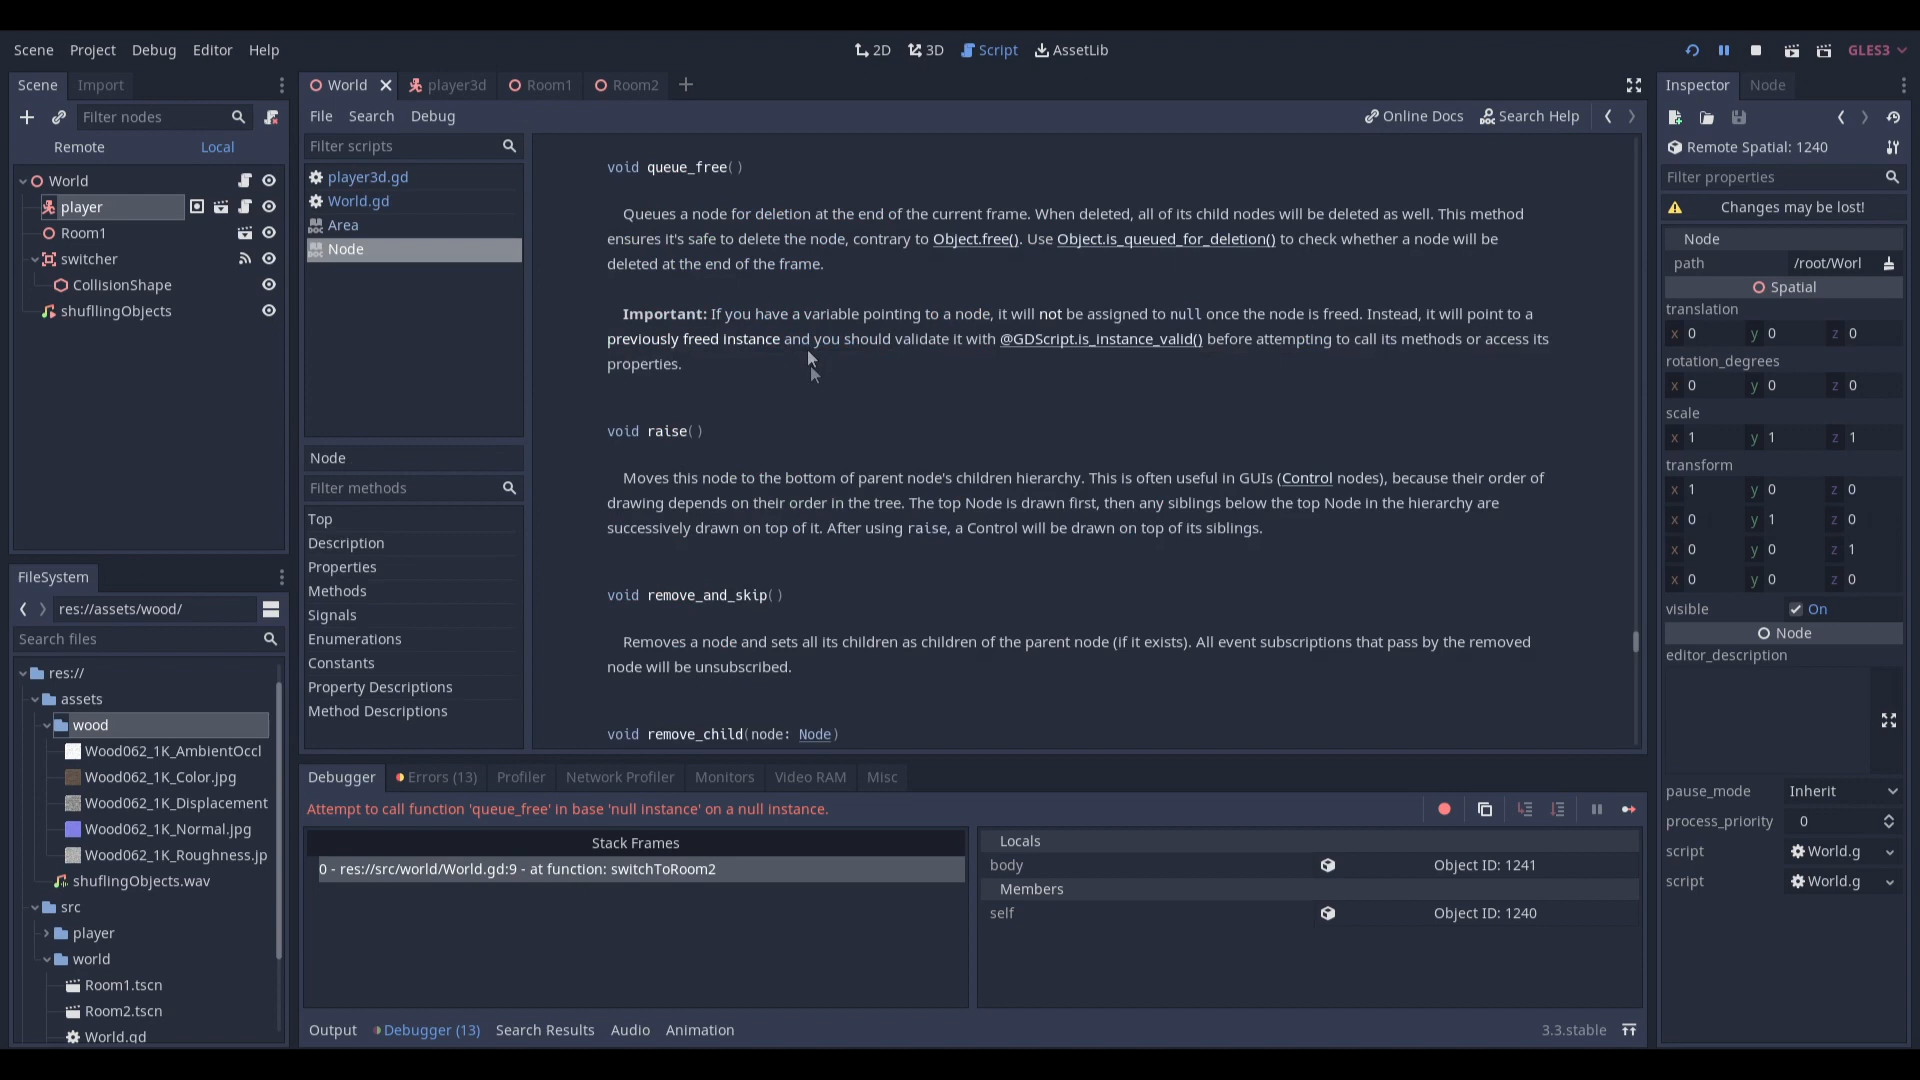 Scene Project Debug Editor Help
2D 3D Script AssetLib
GLES3
Scene Import
Filter nodes
Remote Local
World
player
Room1
switcher
CollisionShape
shufllingObjects
FileSystem
res://assets/wood/
Search files
res://
assets
wood
Wood062_1K_AmbientOccl
Wood062_1K_Color.jpg
Wood062_1K_Displacement
Wood062_1K_Normal.jpg
Wood062_1K_Roughness.jp
shuflingObjects.wav
src
player
world
Room1.tscn
Room2.tscn
World.gd
World player3d Room1 Room2
File Search Debug
Online Docs Search Help
Filter scripts
player3d.gd
World.gd
Area
Node
Node
Filter methods
Top
Description
Properties
Methods
Signals
Enumerations
Constants
Property Descriptions
Method Descriptions
void queue_free()
Queues a node for deletion at the end of the current frame. When deleted, all of its child nodes will be deleted as well. This method
ensures it's safe to delete the node, contrary to Object.free(). Use Object.is_queued_for_deletion() to check whether a node will be
deleted at the end of the frame.
Important: If you have a variable pointing to a node, it will not be assigned to null once the node is freed. Instead, it will point to a
previously freed instance and you should validate it with @GDScript.is_instance_valid() before attempting to call its methods or access its
properties.
void raise()
Moves this node to the bottom of parent node's children hierarchy. This is often useful in GUIs (Control nodes), because their order of
drawing depends on their order in the tree. The top Node is drawn first, then any siblings below the top Node in the hierarchy are
successively drawn on top of it. After using raise, a Control will be drawn on top of its siblings.
void remove_and_skip()
Removes a node and sets all its children as children of the parent node (if it exists). All event subscriptions that pass by the removed
node will be unsubscribed.
void remove_child(node: Node)
Debugger Errors (13) Profiler Network Profiler Monitors Video RAM Misc
Attempt to call function 'queue_free' in base 'null instance' on a null instance.
Stack Frames
0 - res://src/world/World.gd:9 - at function: switchToRoom2
Locals
body Object ID: 1241
Members
self Object ID: 1240
Output Debugger (13) Search Results Audio Animation
3.3.stable
Inspector Node
Remote Spatial: 1240
Filter properties
Changes may be lost!
Node
path /root/Worl
Spatial
translation
x 0 y 0 z 0
rotation_degrees
x 0 y 0 z 0
scale
x 1 y 1 z 1
transform
x 1 y 0 z 0
x 0 y 1 z 0
x 0 y 0 z 1
x 0 y 0 z 0
visible On
Node
editor_description
pause_mode Inherit
process_priority 0
script World.g
script World.g